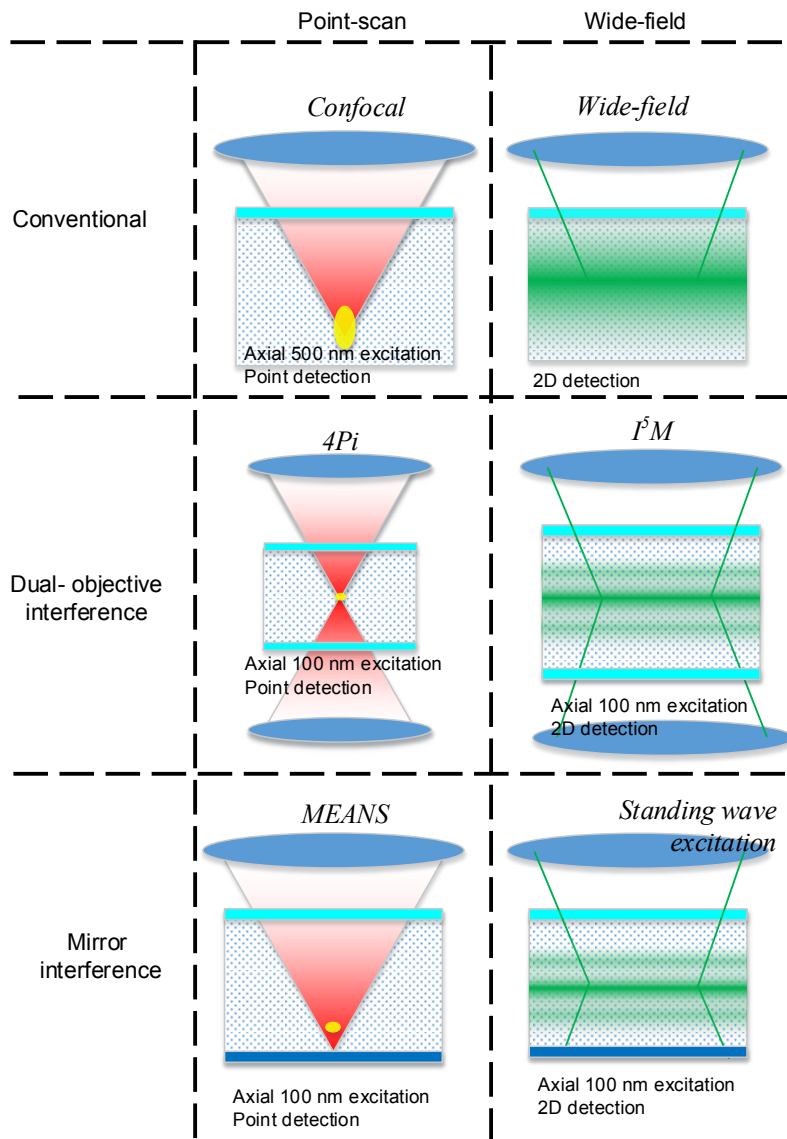 Point-scan
Wide-field
Conventional
Confocal
Axial 500 nm excitation
Point detection
Wide-field
2D detection
Dual- objective
interference
4Pi
Axial 100 nm excitation
Point detection
I⁵M
Axial 100 nm excitation
2D detection
Mirror
interference
MEANS
Axial 100 nm excitation
Point detection
Standing wave
excitation
Axial 100 nm excitation
2D detection